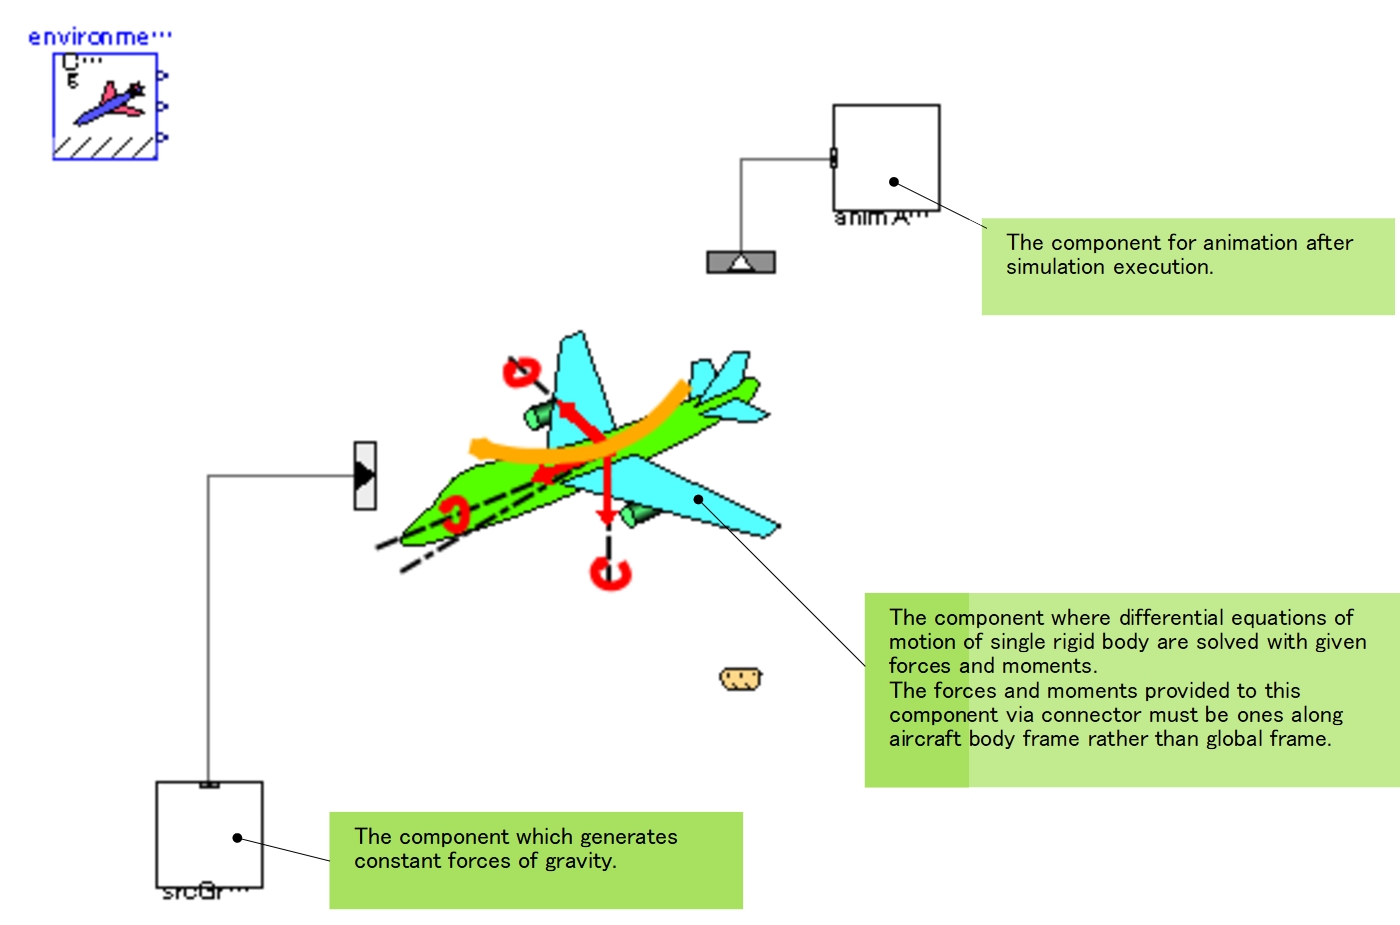 environme···
The component for animation after
simulation execution.
The component where differential equations of
motion of single rigid body are solved with given
forces and moments.
The forces and moments provided to this
component via connector must be ones along
aircraft body frame rather than global frame.
The component which generates
constant forces of gravity.
srcGr···